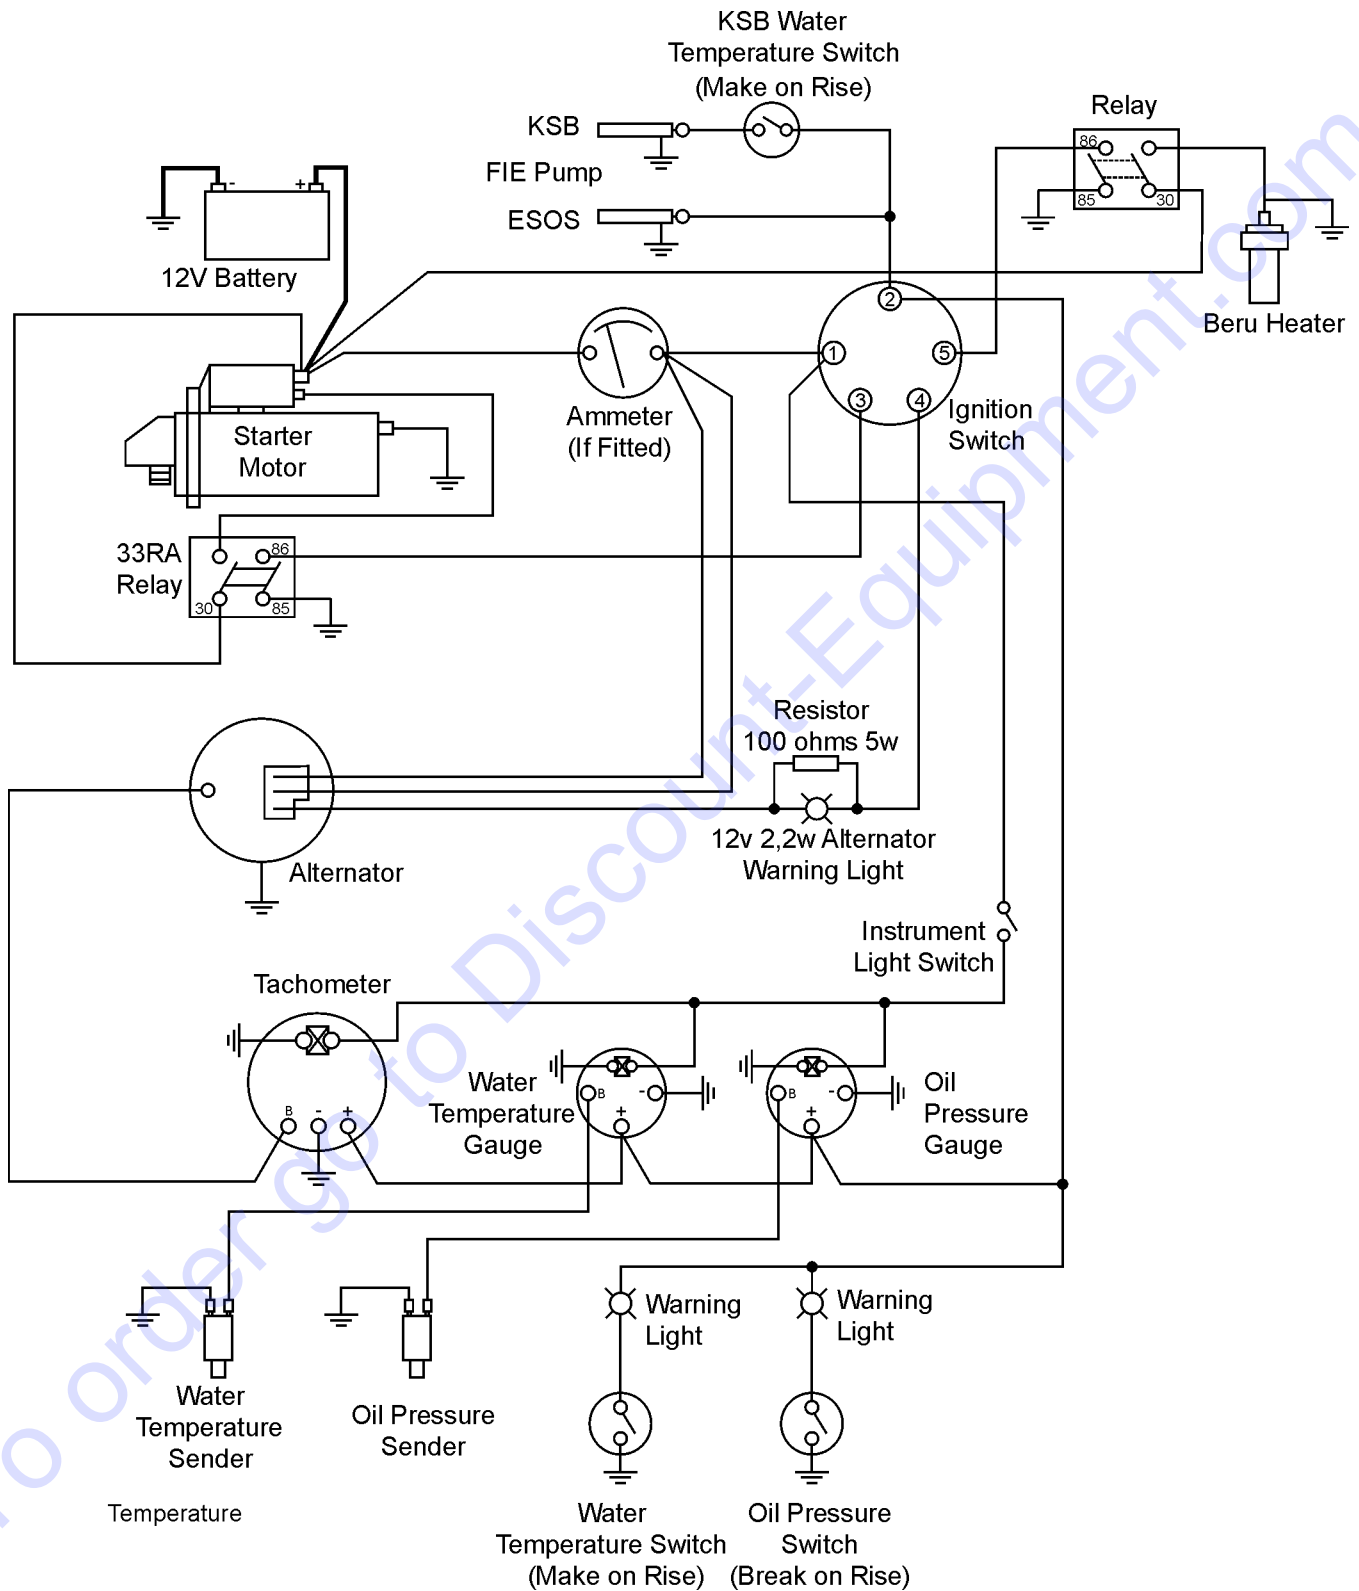 KSB Water
Temperature Switch
(Make on Rise)
Relay
KSB
86
FIE Pump
- +
85
30
ESOS
12V Battery
2
Beru Heater
1
5
3
4
Ammeter
(If Fitted)
Ignition
Switch
Starter
Motor
33RA
Relay
86
30
85
Resistor
100 ohms 5w
12v 2,2w Alternator
Warning Light
Alternator
Instrument
Light Switch
Tachometer
Water
Temperature
Gauge
B
-
+
Oil
Pressure
Gauge
B
-
+
B - +
Warning
Light
Warning
Light
Water
Temperature
Sender
Oil Pressure
Sender
Temperature
Water
Temperature Switch
(Make on Rise)
Oil Pressure
Switch
(Break on Rise)
To order go to Discount-Equipment.com